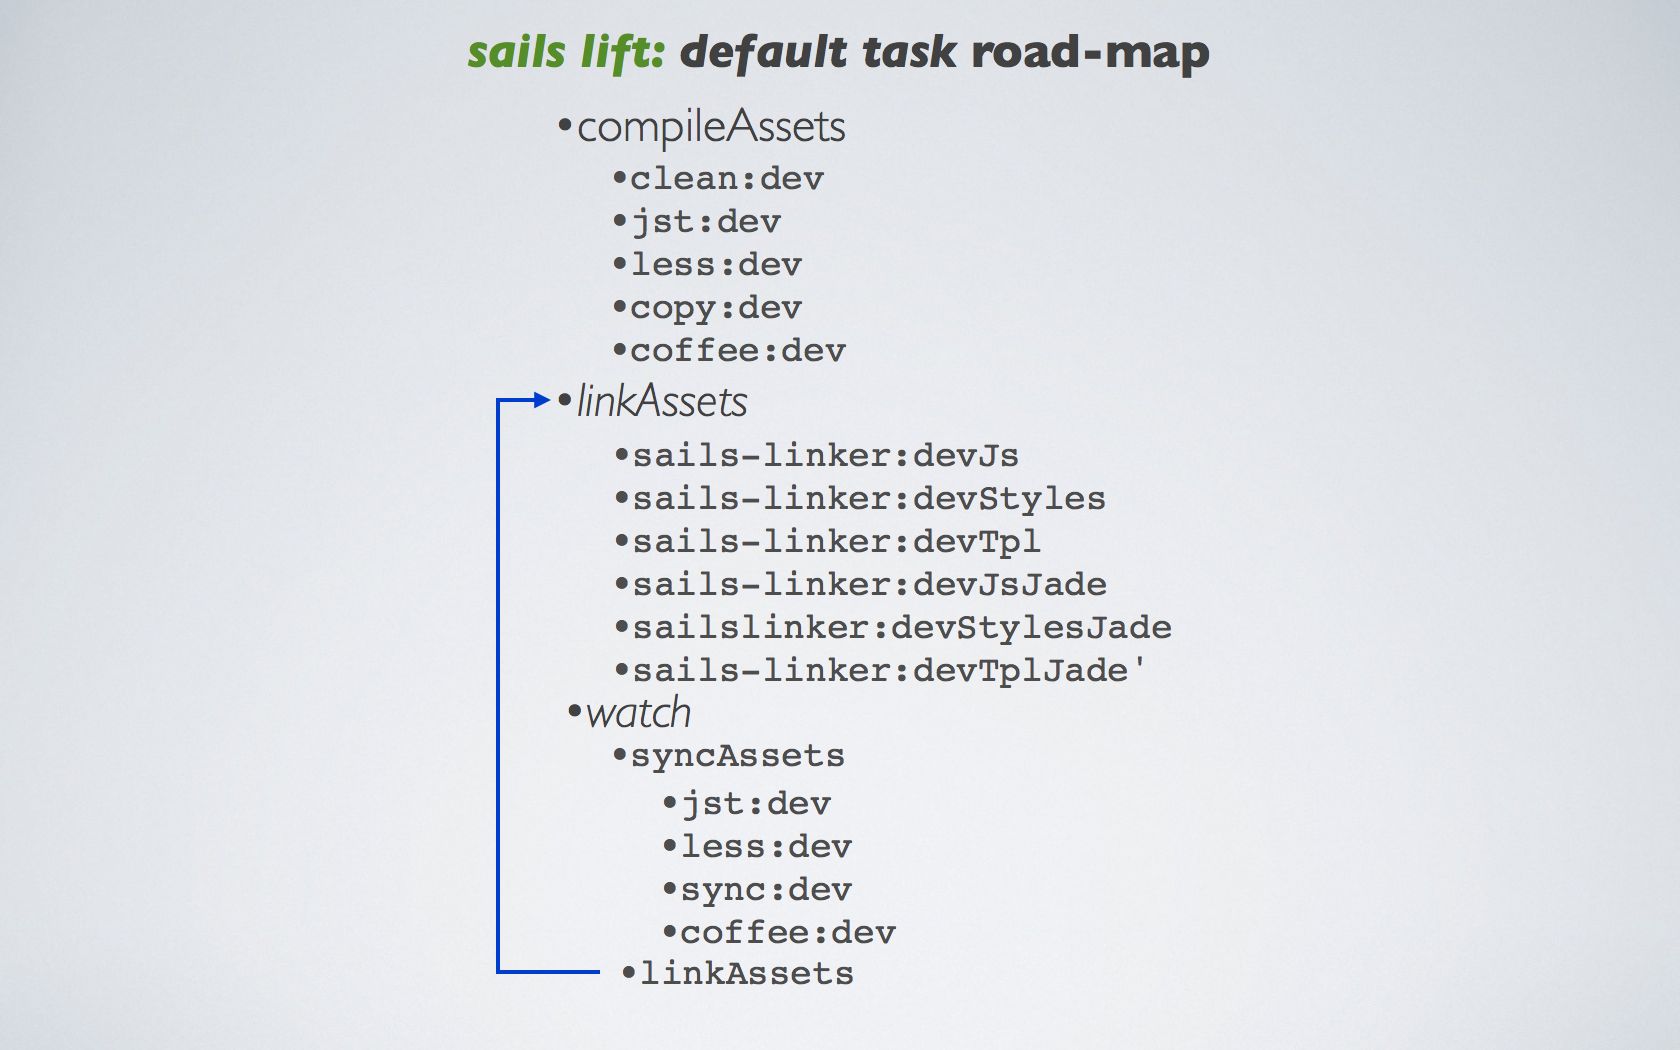 sails lift: default task road-map
•compileAssets
•clean:dev
•jst:dev
•less:dev
•copy:dev
•coffee:dev
•linkAssets
•sails-linker:devJs
•sails-linker:devStyles
•sails-linker:devTpl
•sails-linker:devJsJade
•sailslinker:devStylesJade
•sails-linker:devTplJade'
•watch
•syncAssets
•jst:dev
•less:dev
•sync:dev
•coffee:dev
•linkAssets